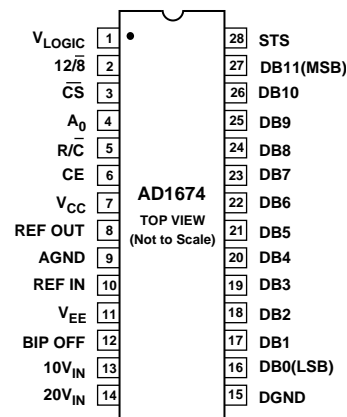 V_LOGIC 1 28 STS
12/8̅ 2 27 DB11(MSB)
C̅S̅ 3 26 DB10
A₀ 4 25 DB9
R/C̅ 5 24 DB8
CE 6 23 DB7
V_CC 7 22 DB6
REF OUT 8 21 DB5
AGND 9 20 DB4
REF IN 10 19 DB3
V_EE 11 18 DB2
BIP OFF 12 17 DB1
10V_IN 13 16 DB0(LSB)
20V_IN 14 15 DGND
AD1674
TOP VIEW
(Not to Scale)